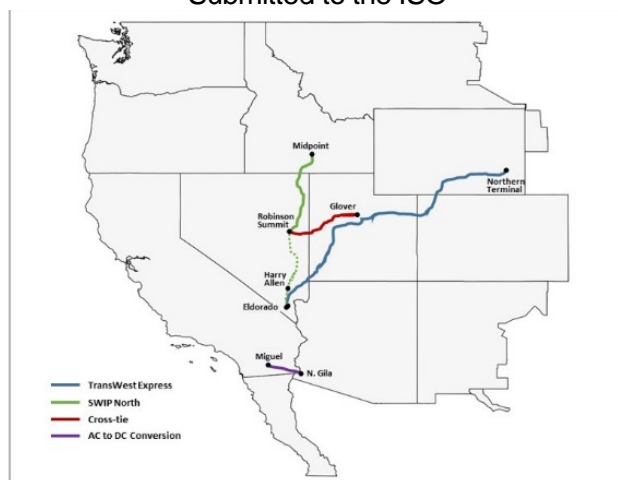 Submitted to the ISO
Midpoint
Northern
Terminal
Glover
Robinson
Summit
Harry
Allen
Eldorado
Miguel
N. Gila
TransWest Express
SWIP North
Cross-tie
AC to DC Conversion